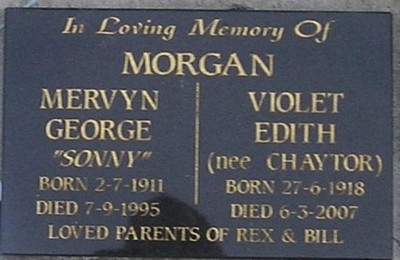 In Loving Memory Of
MORGAN
MERVYN
GEORGE
"SONNY"
BORN 2-7-1911
DIED 7-9-1995
VIOLET
EDITH
(nee CHAYTOR)
BORN 27-6-1918
DIED 6-3-2007
LOVED PARENTS OF REX & BILL